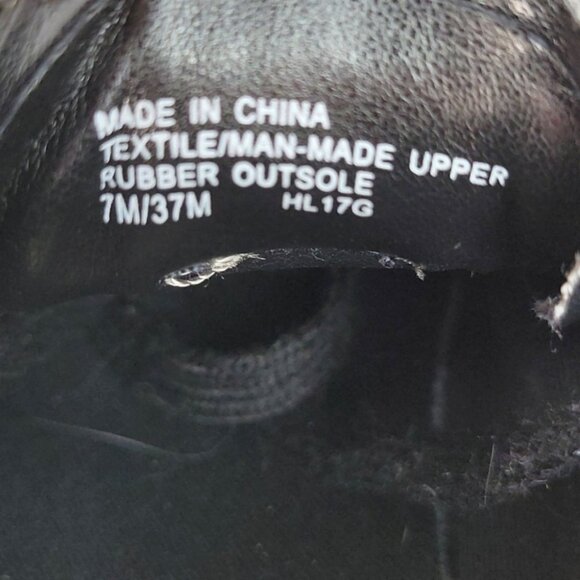 MADE IN CHINA
TEXTILE/MAN-MADE UPPER
RUBBER OUTSOLE
7M/37M HL17G